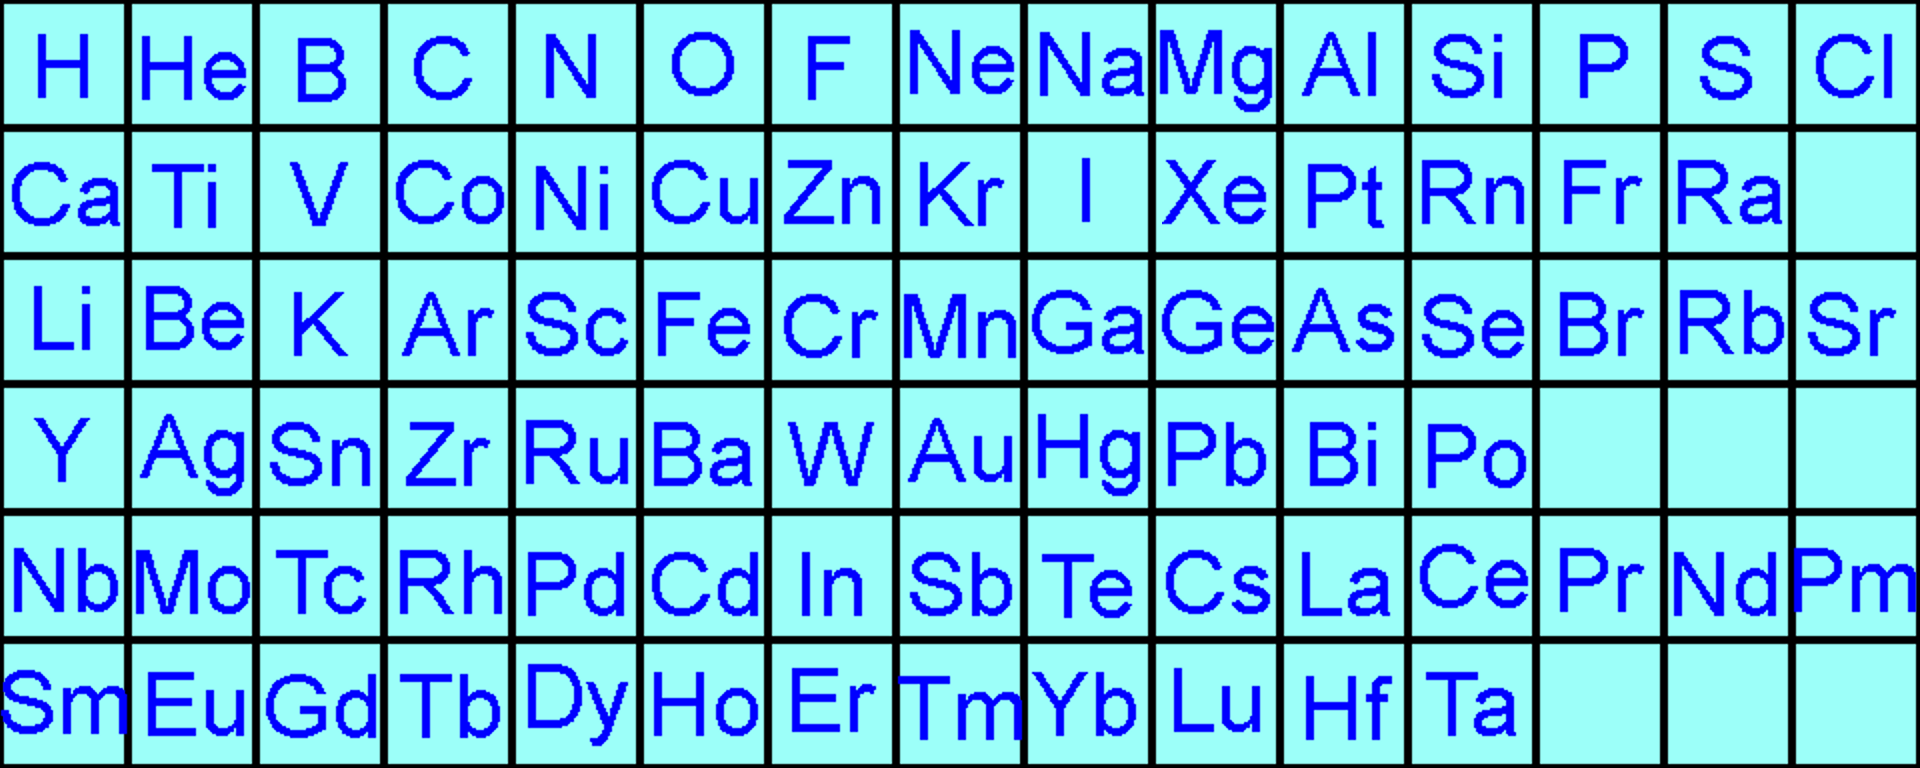 H He B C N O F Ne Na Mg Al Si P S Cl
Ca Ti V Co Ni Cu Zn Kr I Xe Pt Rn Fr Ra
Li Be K Ar Sc Fe Cr Mn Ga Ge As Se Br Rb Sr
Y Ag Sn Zr Ru Ba W Au Hg Pb Bi Po
Nb Mo Tc Rh Pd Cd In Sb Te Cs La Ce Pr Nd Pm
Sm Eu Gd Tb Dy Ho Er Tm Yb Lu Hf Ta